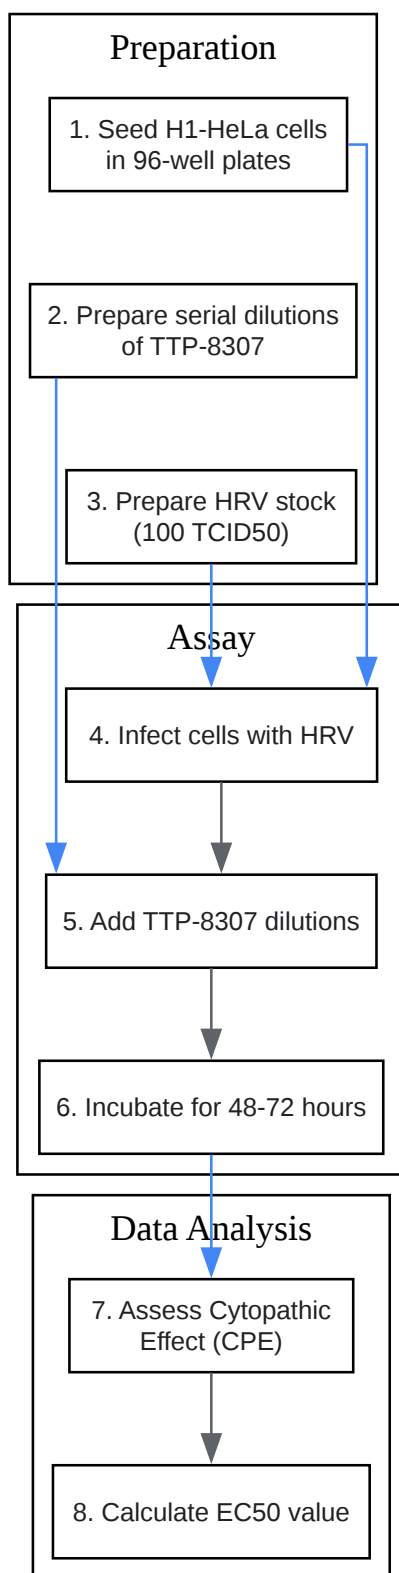 Preparation
1. Seed H1-HeLa cells
in 96-well plates
2. Prepare serial dilutions
of TTP-8307
3. Prepare HRV stock
(100 TCID50)
Assay
4. Infect cells with HRV
5. Add TTP-8307 dilutions
6. Incubate for 48-72 hours
Data Analysis
7. Assess Cytopathic
Effect (CPE)
8. Calculate EC50 value